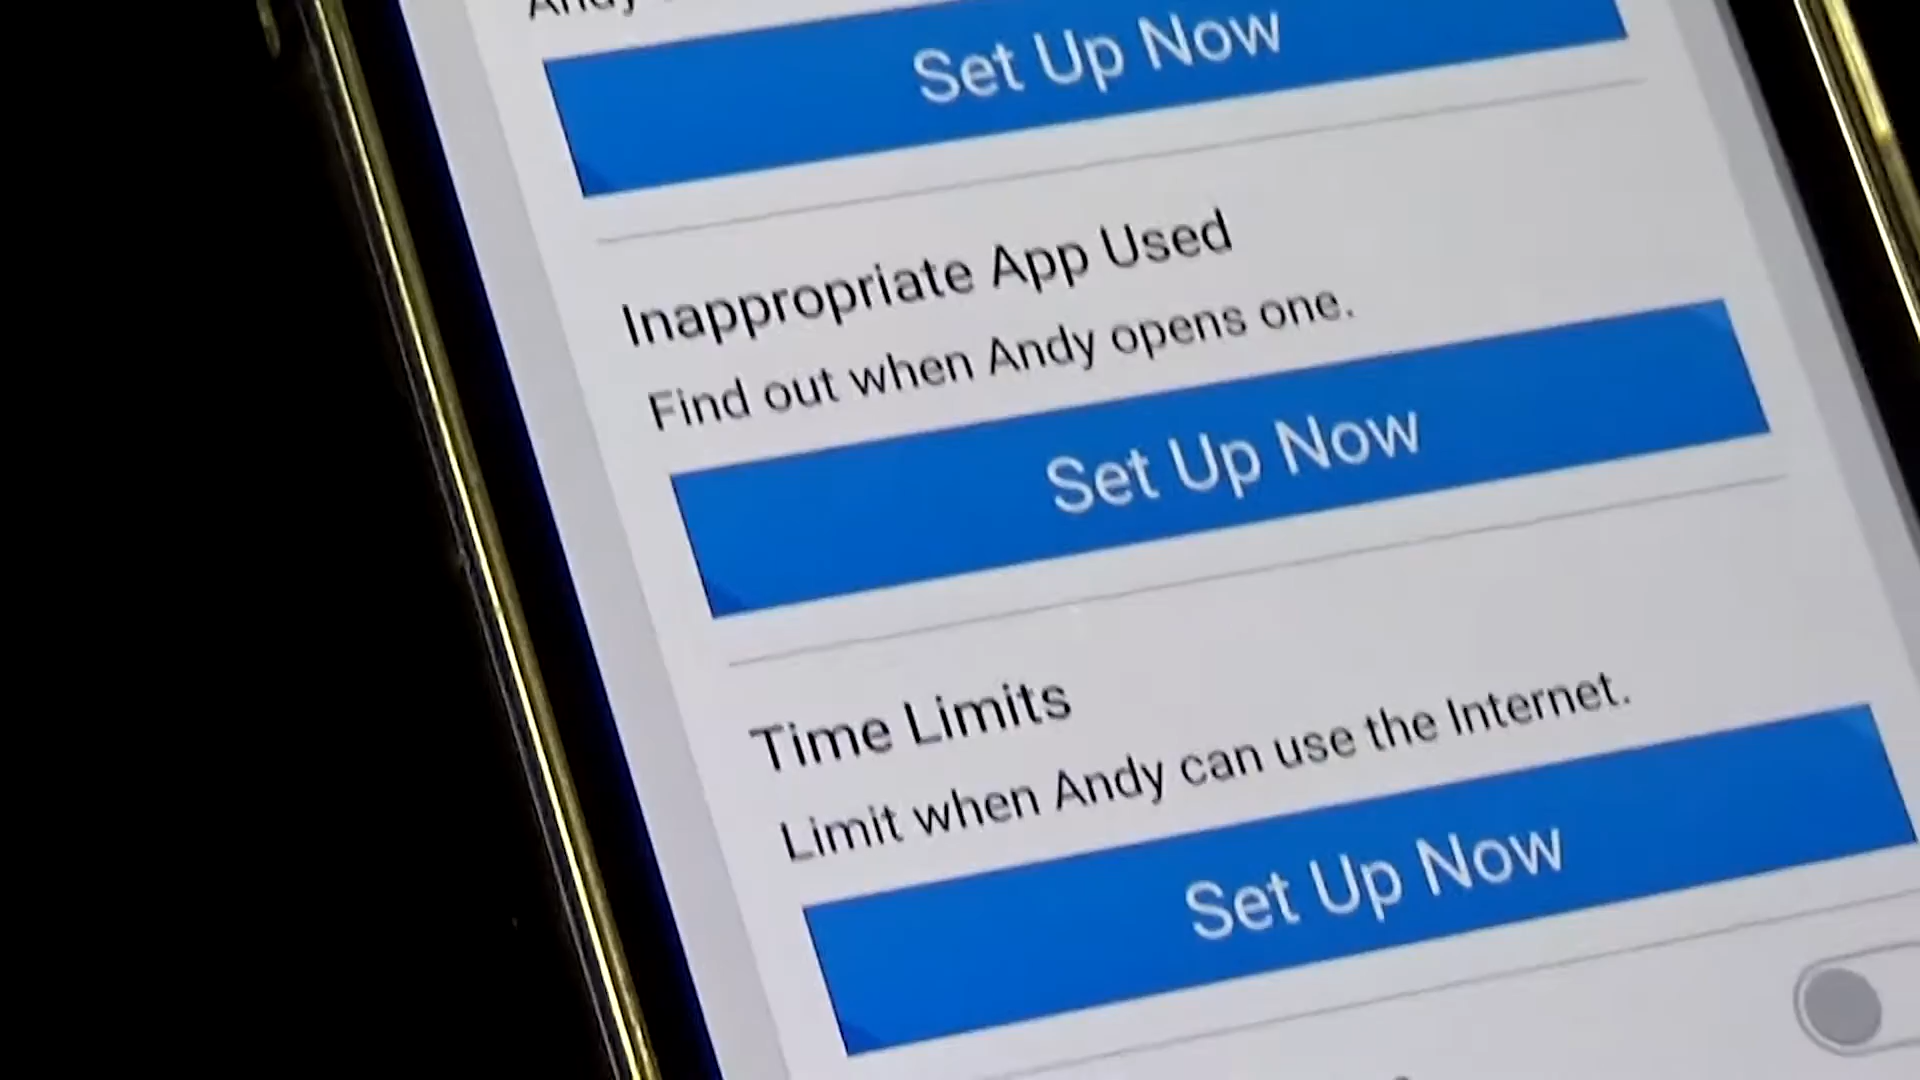 Andy
Set Up Now
Inappropriate App Used
Find out when Andy opens one.
Set Up Now
Time Limits
Limit when Andy can use the Internet.
Set Up Now